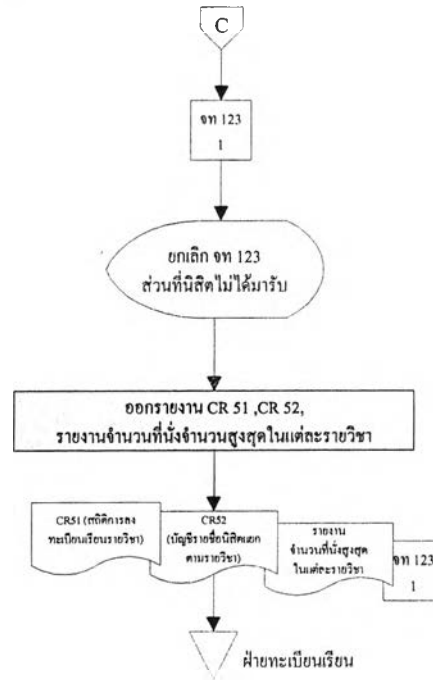 C
จท 123
1
ยกเลิก จท 123
ส่วนที่นิสิตไม่ได้มารับ
ออกรายงาน CR 51 ,CR 52,
รายงานจำนวนที่นั่งจำนวนสูงสุดในแต่ละรายวิชา
CR51 (สถิติการลง
ทะเบียนเรียนรายวิชา)
CR52
(บัญชีรายชื่อนิสิตแยก
ตามรายวิชา)
รายงาน
จำนวนที่นั่งสูงสุด
ในแต่ละรายวิชา
จท 123
1
ฝ่ายทะเบียนเรียน